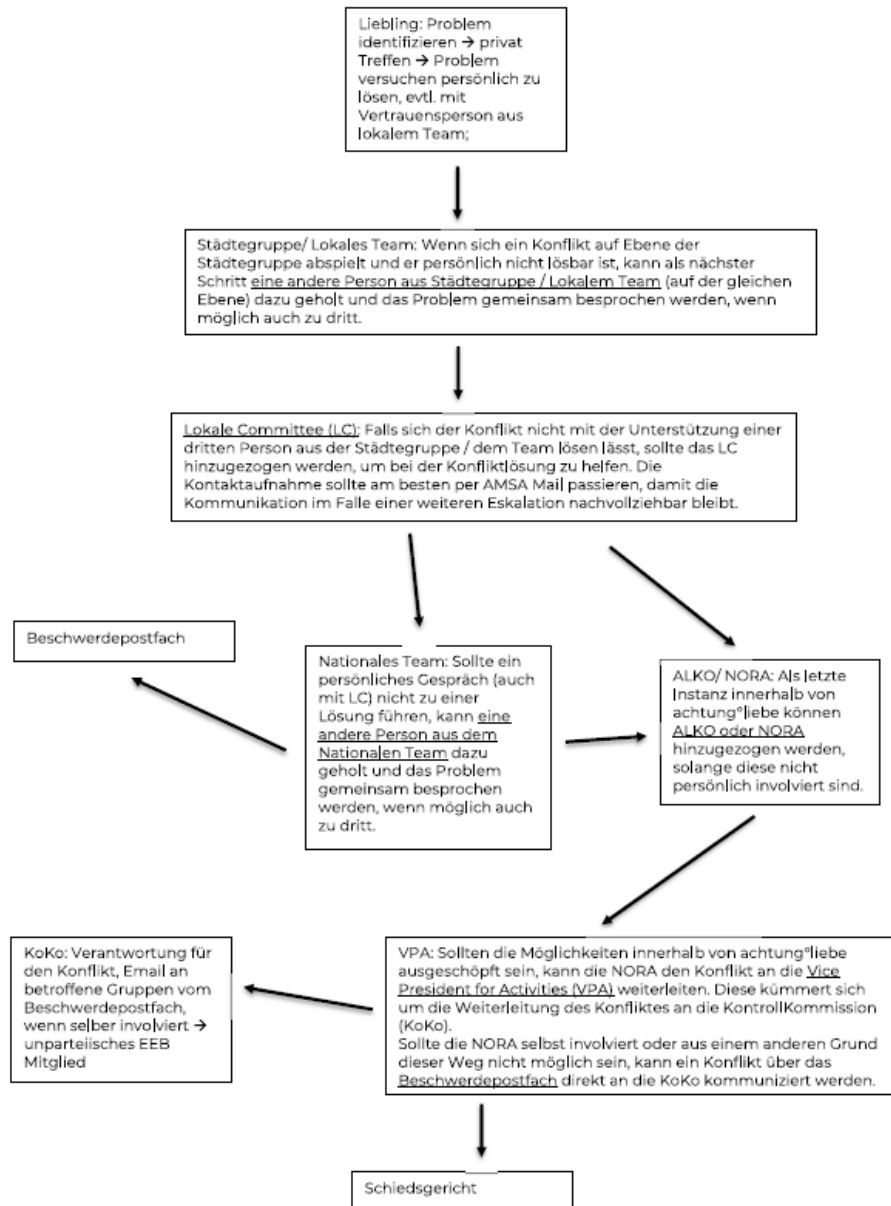 Liebling: Problem
identifizieren → privat
Treffen → Problem
versuchen persönlich zu
lösen, evtl. mit
Vertrauensperson aus
lokalem Team;
Städtegruppe/ Lokales Team: Wenn sich ein Konflikt auf Ebene der
Städtegruppe abspielt und er persönlich nicht lösbar ist, kann als nächster
Schritt eine andere Person aus Städtegruppe / Lokalem Team (auf der gleichen
Ebene) dazu geholt und das Problem gemeinsam besprochen werden, wenn
möglich auch zu dritt.
Lokale Committee (LC): Falls sich der Konflikt nicht mit der Unterstützung einer
dritten Person aus der Städtegruppe / dem Team lösen lässt, sollte das LC
hinzugezogen werden, um bei der Konfliktlösung zu helfen. Die
Kontaktaufnahme sollte am besten per AMSA Mail passieren, damit die
Kommunikation im Falle einer weiteren Eskalation nachvollziehbar bleibt.
Beschwerdepostfach
Nationales Team: Sollte ein
persönliches Gespräch (auch
mit LC) nicht zu einer
Lösung führen, kann eine
andere Person aus dem
Nationalen Team dazu
geholt und das Problem
gemeinsam besprochen
werden, wenn möglich auch
zu dritt.
ALKO/ NORA: Als letzte
Instanz innerhalb von
achtung°liebe können
ALKO oder NORA
hinzugezogen werden,
solange diese nicht
persönlich involviert sind.
KoKo: Verantwortung für
den Konflikt, Email an
betroffene Gruppen vom
Beschwerdepostfach,
wenn selber involviert →
unparteiisches EEB
Mitglied
VPA: Sollten die Möglichkeiten innerhalb von achtung°liebe
ausgeschöpft sein, kann die NORA den Konflikt an die Vice
President for Activities (VPA) weiterleiten. Diese kümmert sich
um die Weiterleitung des Konfliktes an die KontrollKommission
(KoKo).
Sollte die NORA selbst involviert oder aus einem anderen Grund
dieser Weg nicht möglich sein, kann ein Konflikt über das
Beschwerdepostfach direkt an die KoKo kommuniziert werden.
Schiedsgericht